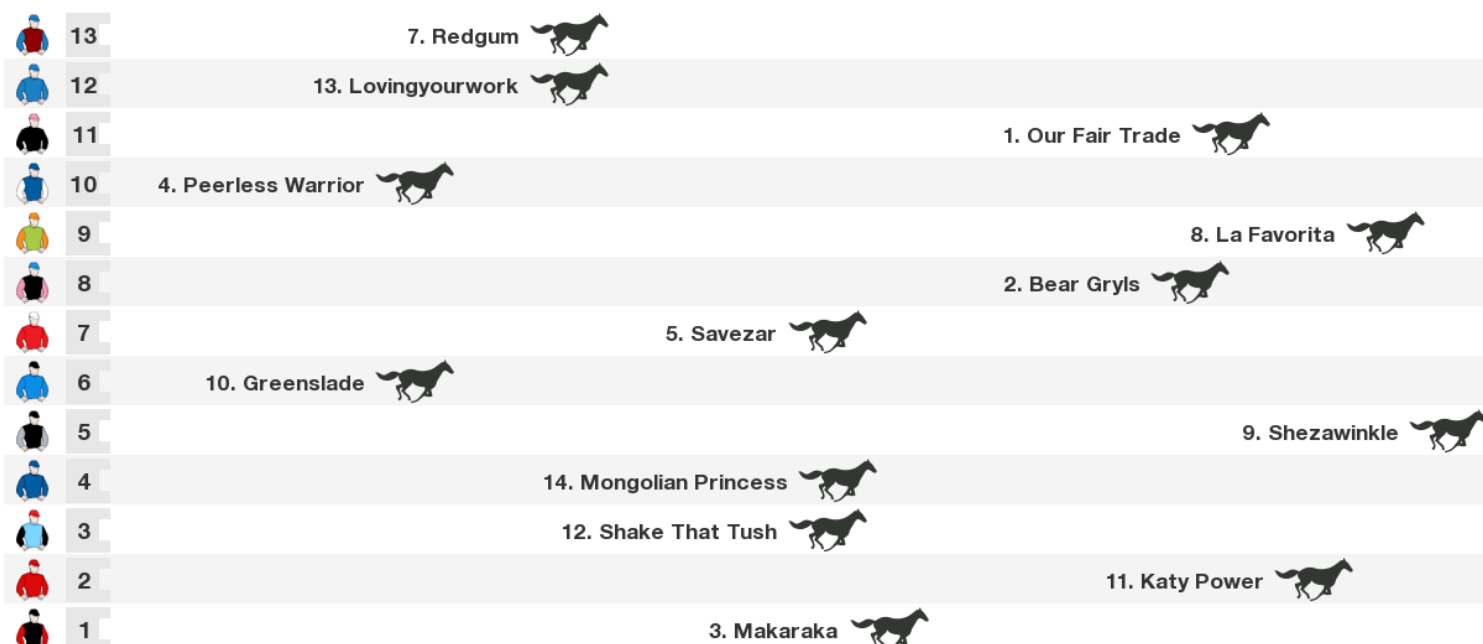 13 7. Redgum
12 13. Lovingyourwork
11 1. Our Fair Trade
10 4. Peerless Warrior
9 8. La Favorita
8 2. Bear Gryls
7 5. Savezar
6 10. Greenslade
5 9. Shezawinkle
4 14. Mongolian Princess
3 12. Shake That Tush
2 11. Katy Power
1 3. Makaraka